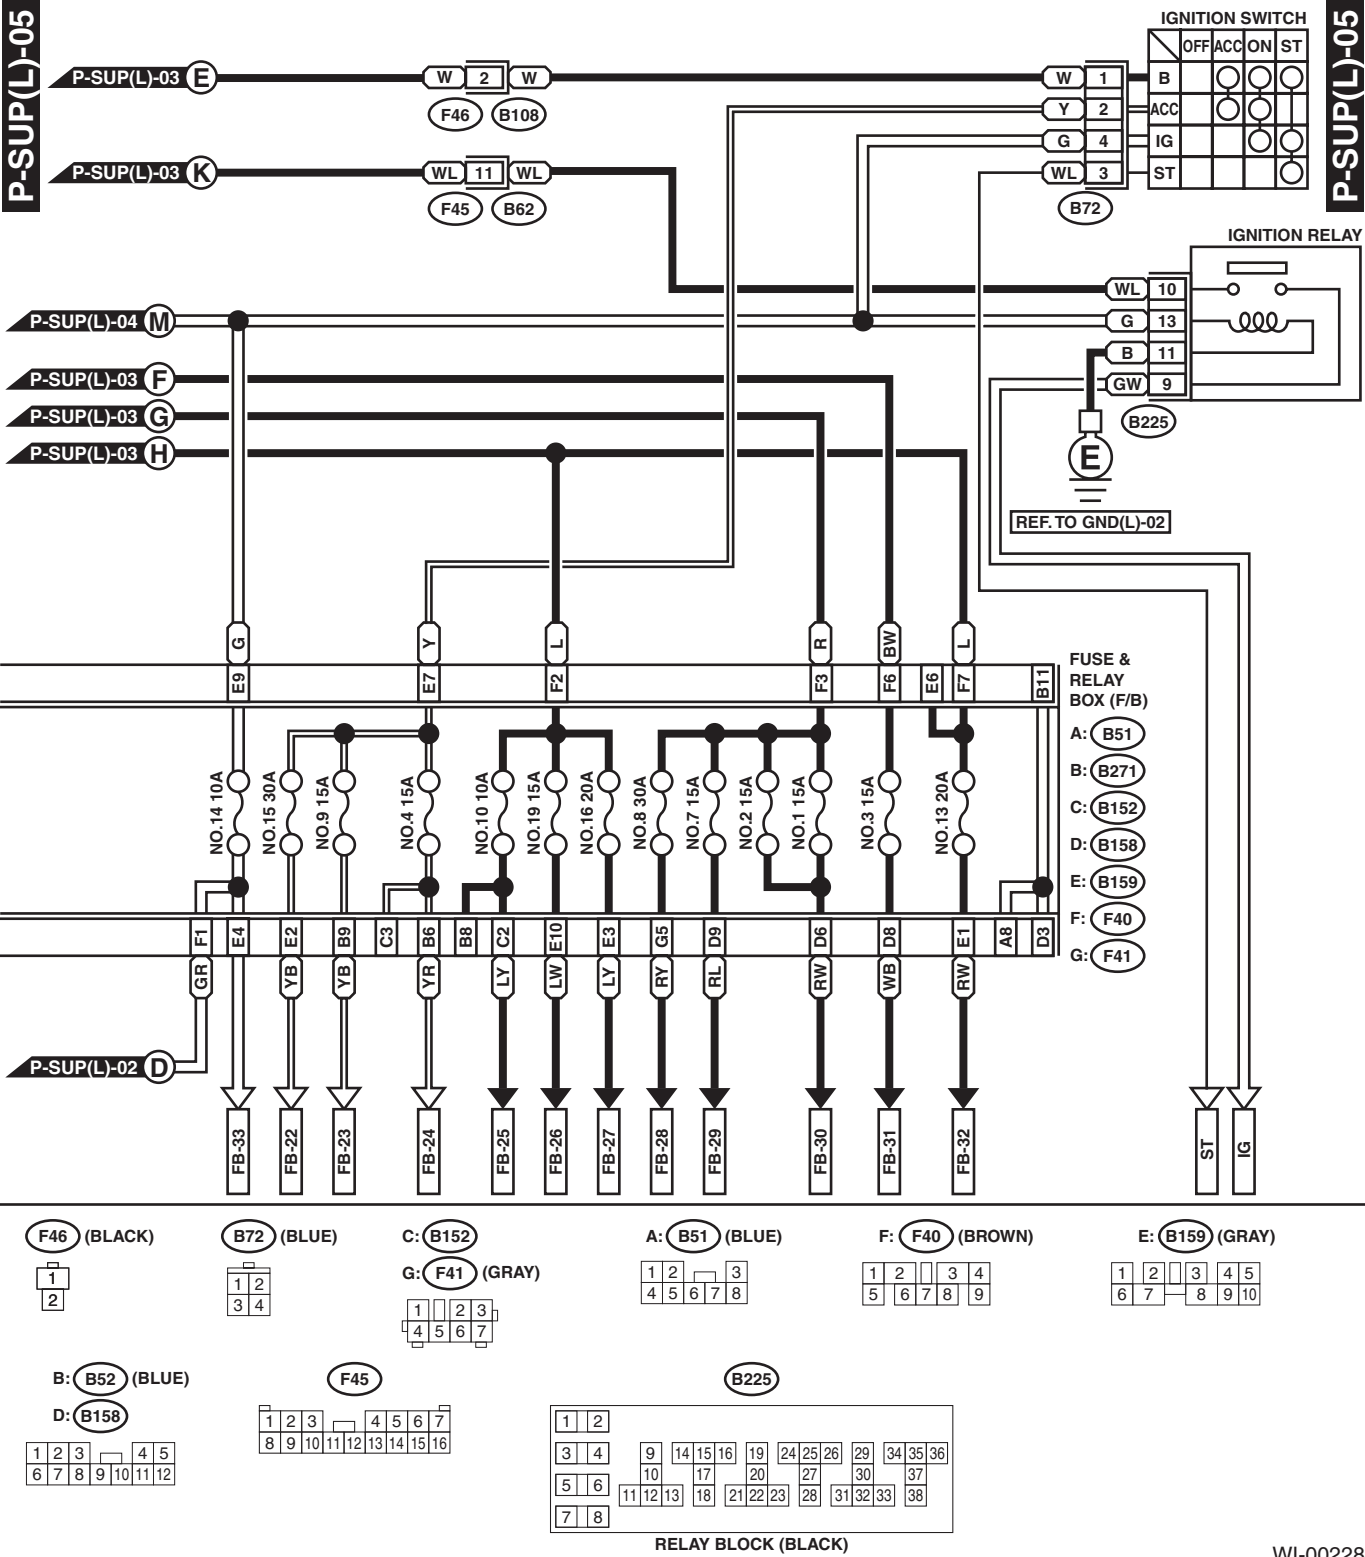 P-SUP(L)-05
P-SUP(L)-05
IGNITION SWITCH
OFF ACC ON ST
P-SUP(L)-03 E W 2 W W 1 B
F46 B108 Y 2 ACC
G 4 IG
P-SUP(L)-03 K WL 11 WL WL 3 ST
F45 B62 B72
IGNITION RELAY
WL 10
P-SUP(L)-04 M G 13
B 11
P-SUP(L)-03 F GW 9
P-SUP(L)-03 G B225
P-SUP(L)-03 H E
REF. TO GND(L)-02
G Y L R BW L
E9 E7 F2 F3 F6 E6 F7 B11
FUSE &
RELAY
BOX (F/B)
A: B51
B: B271
C: B152
D: B158
E: B159
F: F40
G: F41
NO.14 10A NO.15 30A NO.9 15A NO.4 15A NO.10 10A NO.19 15A NO.16 20A NO.8 30A NO.7 15A NO.2 15A NO.1 15A NO.3 15A NO.13 20A
F1 E4 E2 B9 C3 B6 B8 C2 E10 E3 G5 D9 D6 D8 E1 A8 D3
GR YB YB YR LY LW LY RY RL RW WB RW
P-SUP(L)-02 D
FB-33 FB-22 FB-23 FB-24 FB-25 FB-26 FB-27 FB-28 FB-29 FB-30 FB-31 FB-32 ST IG
F46 (BLACK)
1
2
B72 (BLUE)
1 2
3 4
C: B152
G: F41 (GRAY)
1 2 3
4 5 6 7
A: B51 (BLUE)
1 2 3
4 5 6 7 8
F: F40 (BROWN)
1 2 3 4
5 6 7 8 9
E: B159 (GRAY)
1 2 3 4 5
6 7 8 9 10
B: B52 (BLUE)
D: B158
1 2 3 4 5
6 7 8 9 10 11 12
F45
1 2 3 4 5 6 7
8 9 10 11 12 13 14 15 16
B225
1 2
3 4 9 14 15 16 19 24 25 26 29 34 35 36
5 6 10 17 20 27 30 37
11 12 13 18 21 22 23 28 31 32 33 38
7 8
RELAY BLOCK (BLACK)
WI-00228